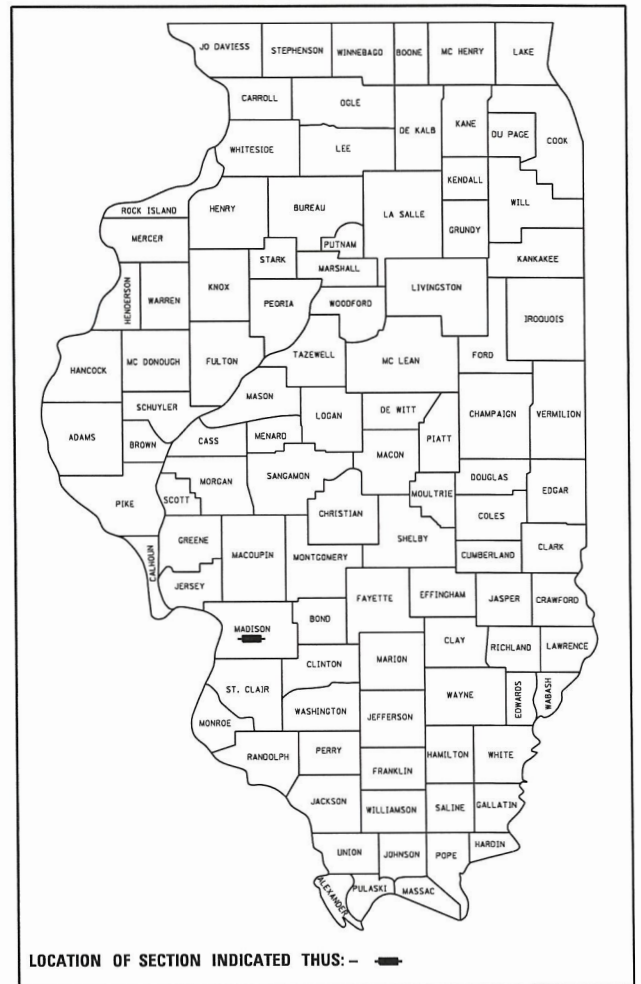 JO DAVIESS STEPHENSON WINNEBAGO BOONE MC HENRY LAKE
CARROLL OGLE DE KALB KANE DU PAGE COOK
WHITESIDE LEE
KENDALL
ROCK ISLAND HENRY BUREAU LA SALLE WILL
MERCER PUTNAM GRUNDY
STARK MARSHALL KANKAKEE
HENDERSON WARREN KNOX PEORIA WOODFORD LIVINGSTON IROQUOIS
HANCOCK MC DONOUGH FULTON TAZEWELL MC LEAN FORD
MASON
SCHUYLER LOGAN DE WITT CHAMPAIGN VERMILION
ADAMS BROWN CASS MENARD PIATT
MACON
MORGAN SANGAMON DOUGLAS
PIKE SCOTT CHRISTIAN MOULTRIE EDGAR
COLES
GREENE MACOUPIN MONTGOMERY SHELBY
CALHOUN CUMBERLAND CLARK
JERSEY
FAYETTE EFFINGHAM JASPER CRAWFORD
MADISON BOND
CLAY RICHLAND LAWRENCE
CLINTON MARION
ST. CLAIR WAYNE EDWARDS WABASH
WASHINGTON JEFFERSON
MONROE
RANDOLPH PERRY HAMILTON WHITE
FRANKLIN
JACKSON WILLIAMSON SALINE GALLATIN
UNION JOHNSON POPE HARDIN
ALEXANDER PULASKI MASSAC
LOCATION OF SECTION INDICATED THUS: –